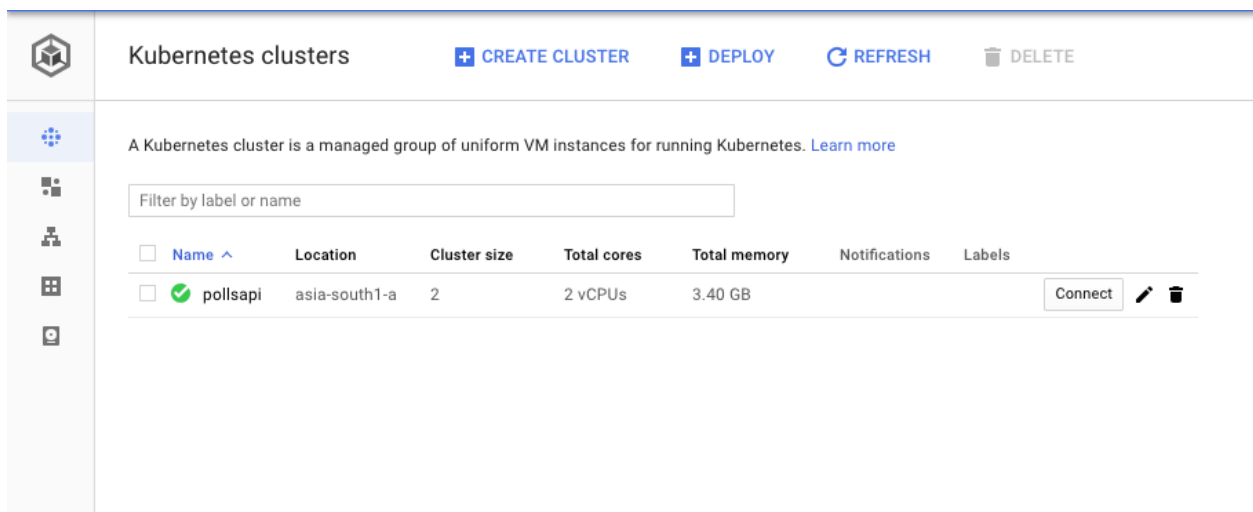 Kubernetes clusters CREATE CLUSTER DEPLOY REFRESH DELETE
A Kubernetes cluster is a managed group of uniform VM instances for running Kubernetes. Learn more
Filter by label or name
Name Location Cluster size Total cores Total memory Notifications Labels
pollsapi asia-south1-a 2 2 vCPUs 3.40 GB Connect